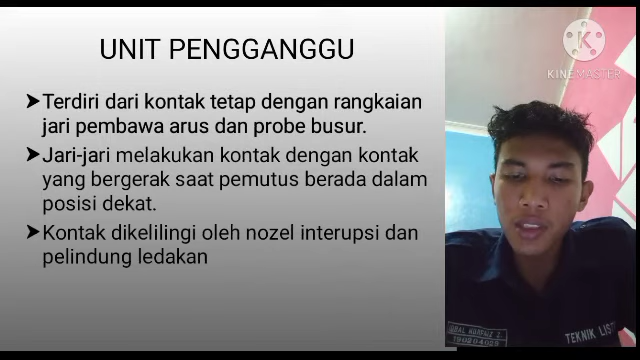 UNIT PENGGANGGU
K
KINEMASTER
➤Terdiri dari kontak tetap dengan rangkaian
jari pembawa arus dan probe busur.
➤Jari-jari melakukan kontak dengan kontak
yang bergerak saat pemutus berada dalam
posisi dekat.
➤Kontak dikelilingi oleh nozel interupsi dan
pelindung ledakan
TEKNIK